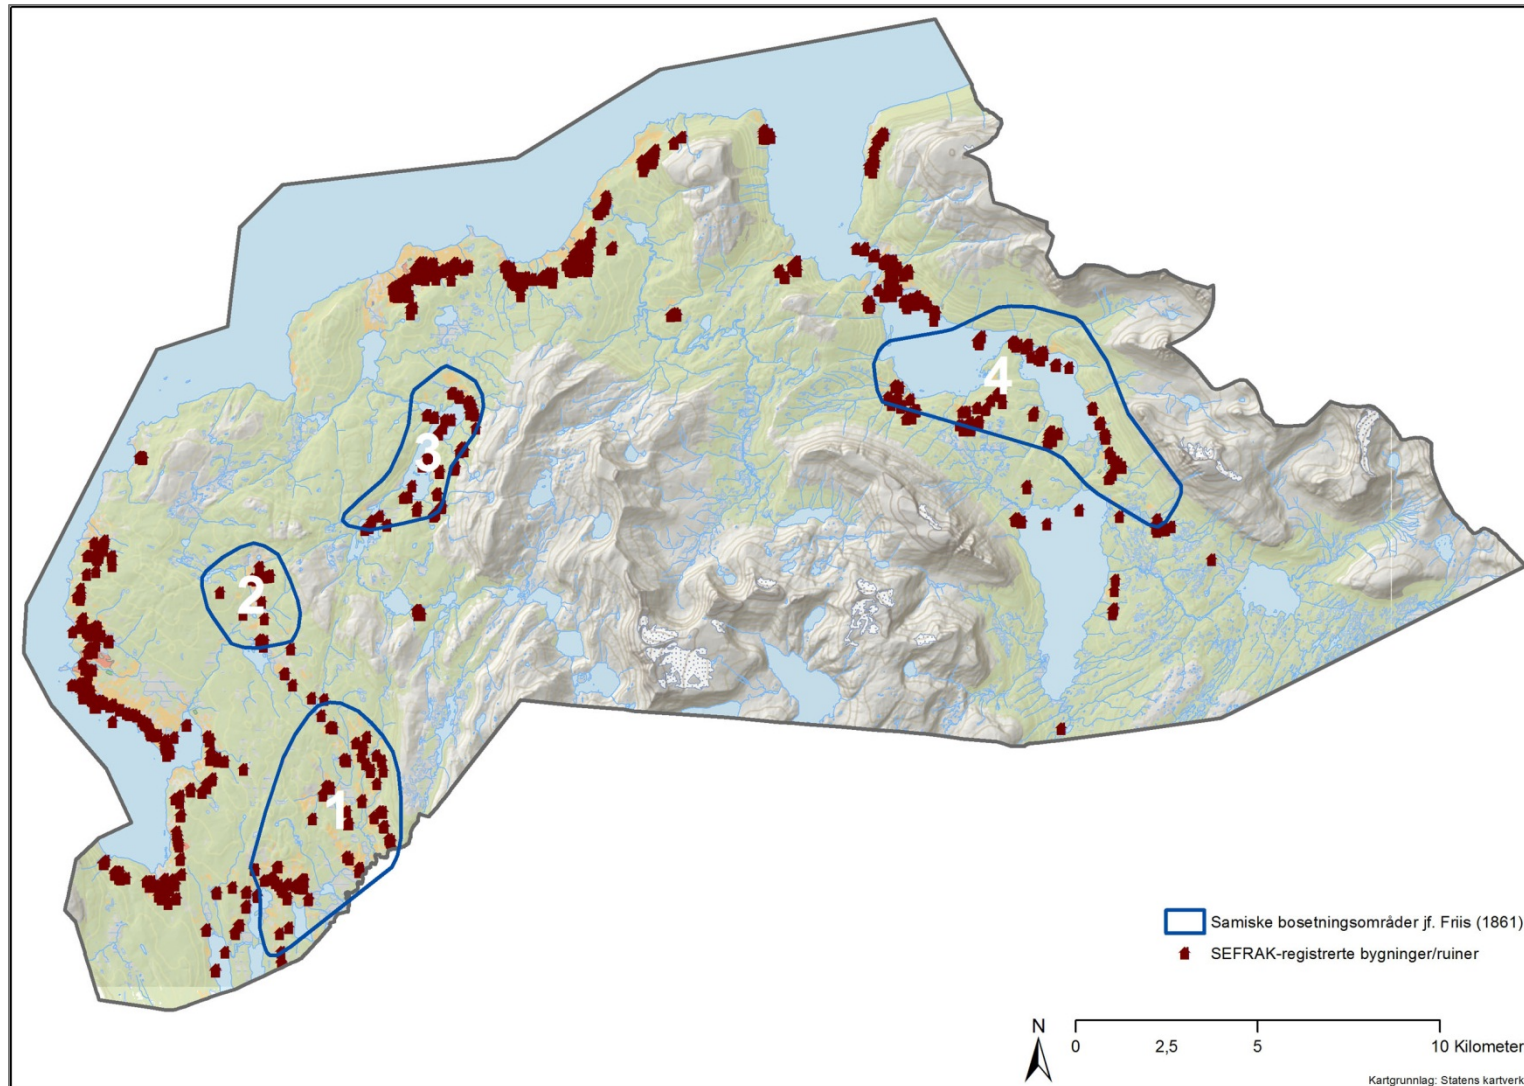 4
3
2
1
Samiske bosetningsområder jf. Friis (1861)
SEFRAK-registrerte bygninger/ruiner
N
0 2,5 5 10 Kilometer
Kartgrunnlag: Statens kartverk